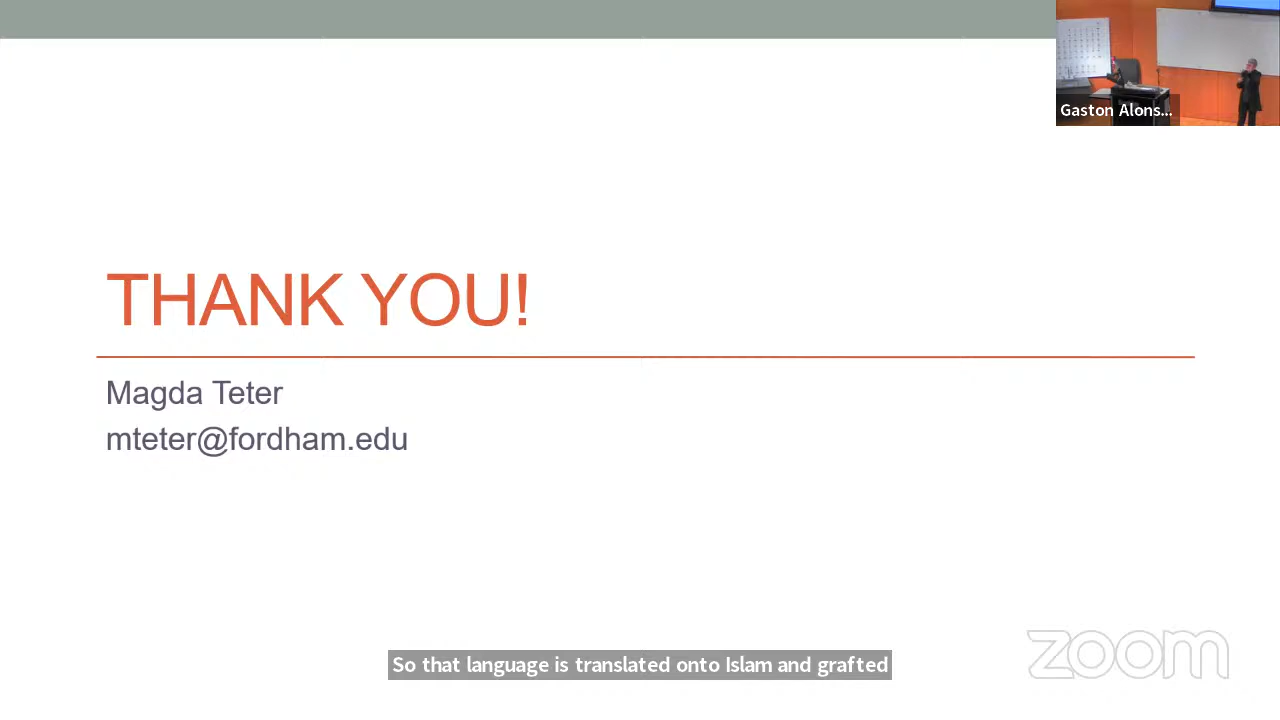 Gaston Alons...
THANK YOU!
Magda Teter
mteter@fordham.edu
So that language is translated onto Islam and grafted
zoom